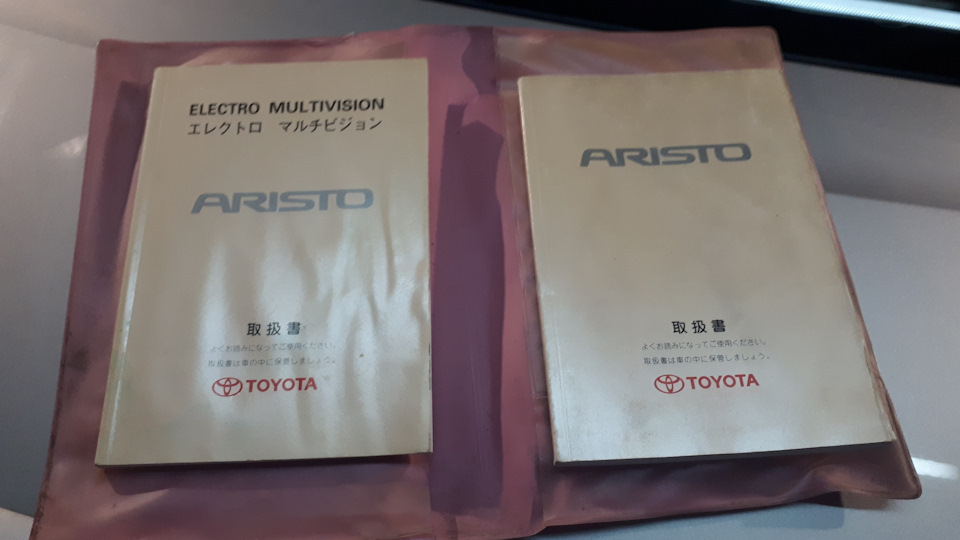 ELECTRO MULTIVISION
エレクトロ マルチビジョン
ARISTO
取扱書
よくお読みになってご使用ください。
取扱書は車の中に保管しましょう。
TOYOTA
ARISTO
取扱書
よくお読みになってご使用ください。
取扱書は車の中に保管しましょう。
TOYOTA